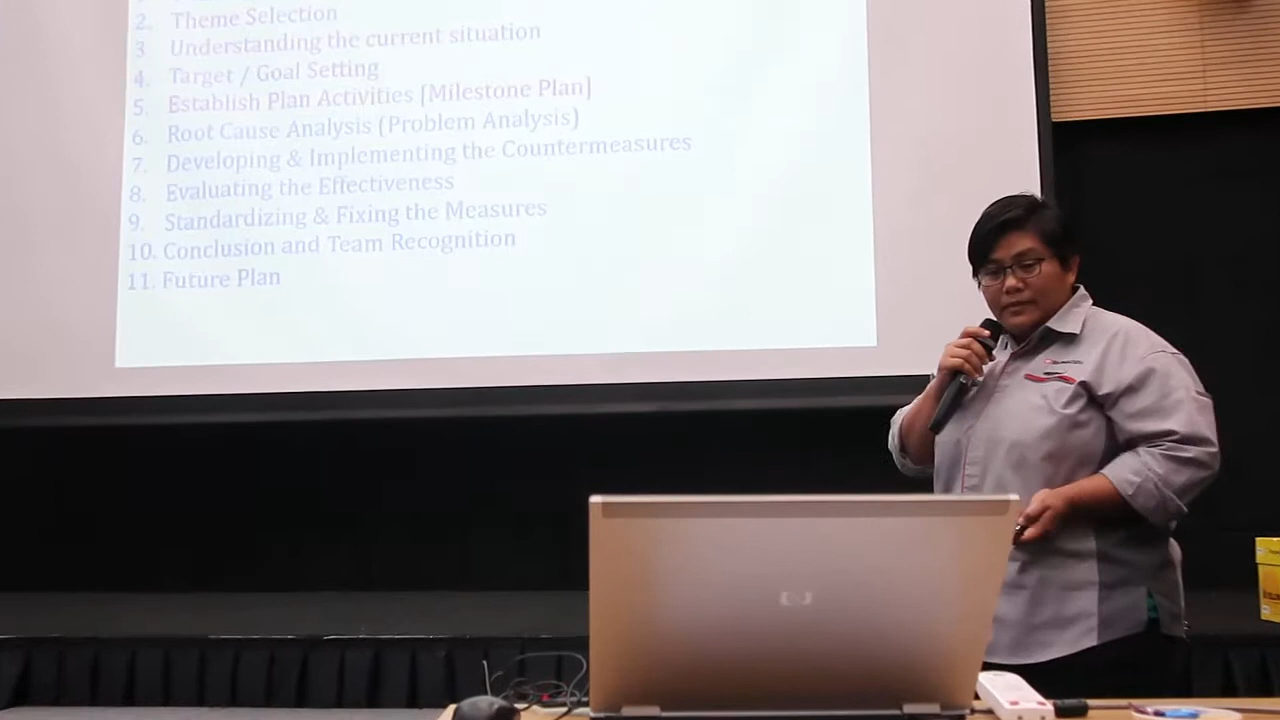 2. Theme Selection
3 Understanding the current situation
4. Target / Goal Setting
5. Establish Plan Activities [Milestone Plan]
6. Root Cause Analysis (Problem Analysis)
7. Developing & Implementing the Countermeasures
8. Evaluating the Effectiveness
9. Standardizing & Fixing the Measures
10. Conclusion and Team Recognition
11. Future Plan
hp